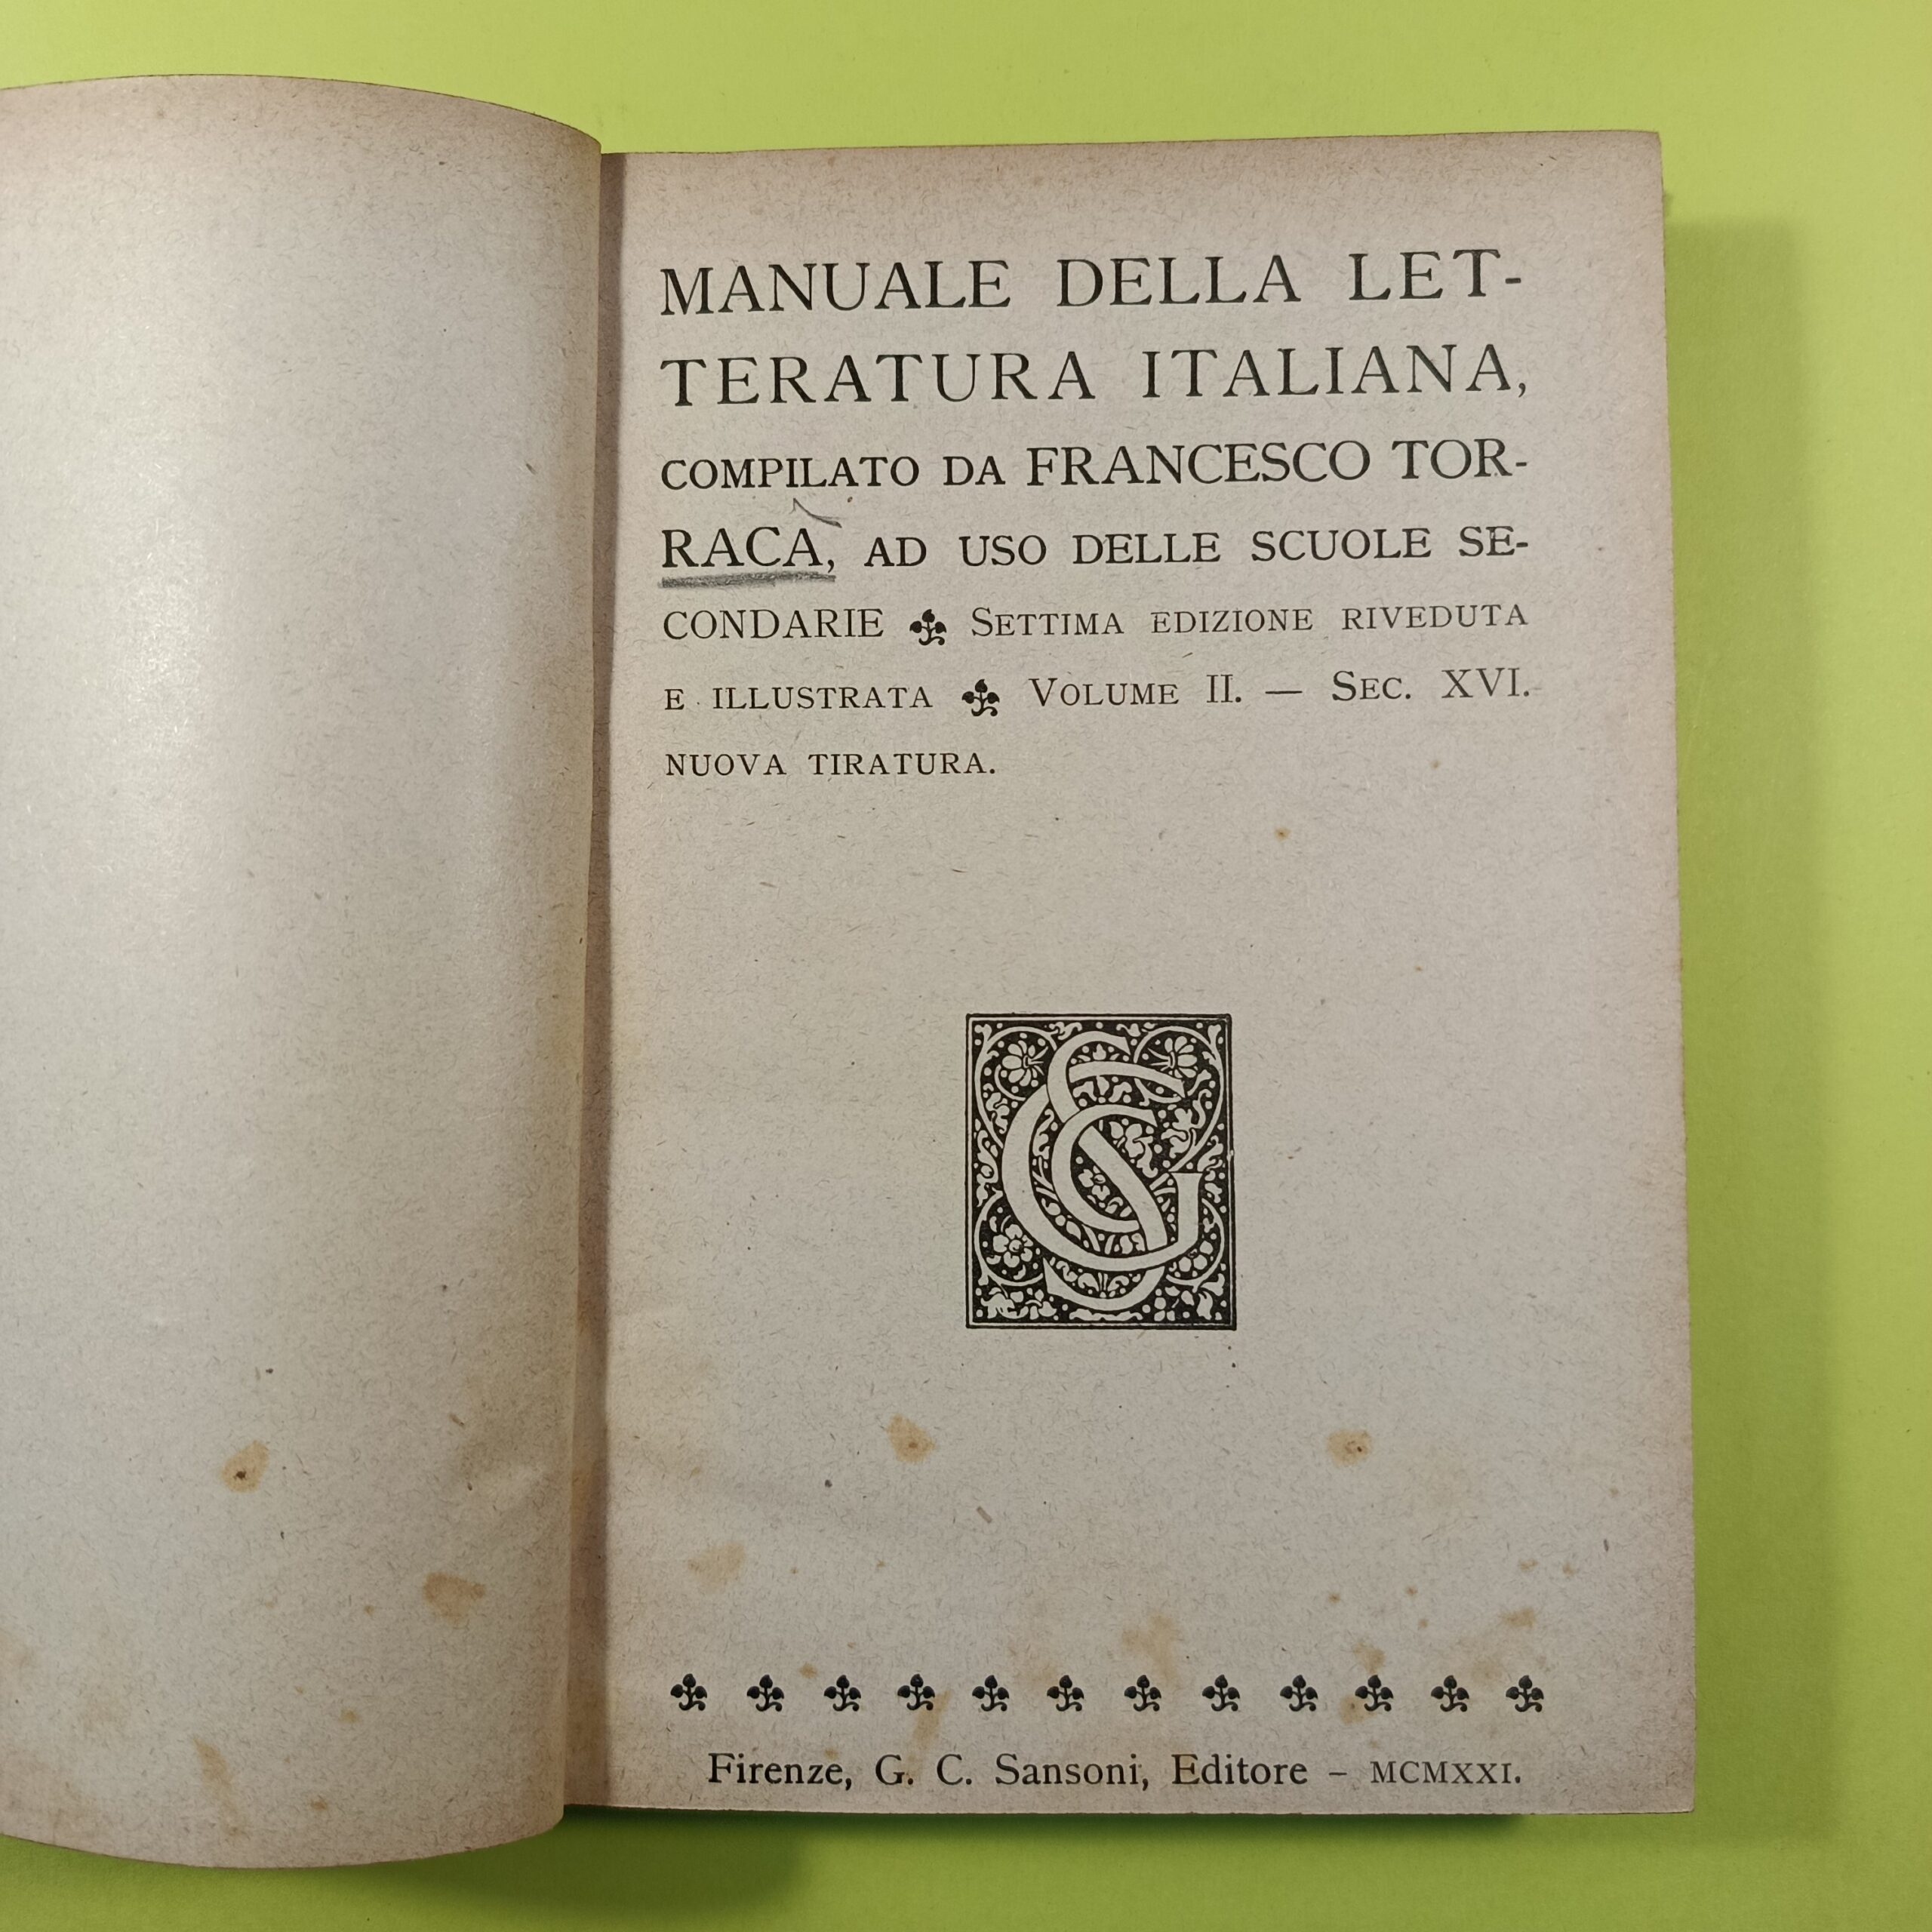 MANUALE DELLA LET-
TERATURA ITALIANA,
COMPILATO DA FRANCESCO TOR-
RACA, AD USO DELLE SCUOLE SE-
CONDARIE SETTIMA EDIZIONE RIVEDUTA
E ILLUSTRATA VOLUME II. — SEC. XVI.
NUOVA TIRATURA.
GCS
Firenze, G. C. Sansoni, Editore – MCMXXI.